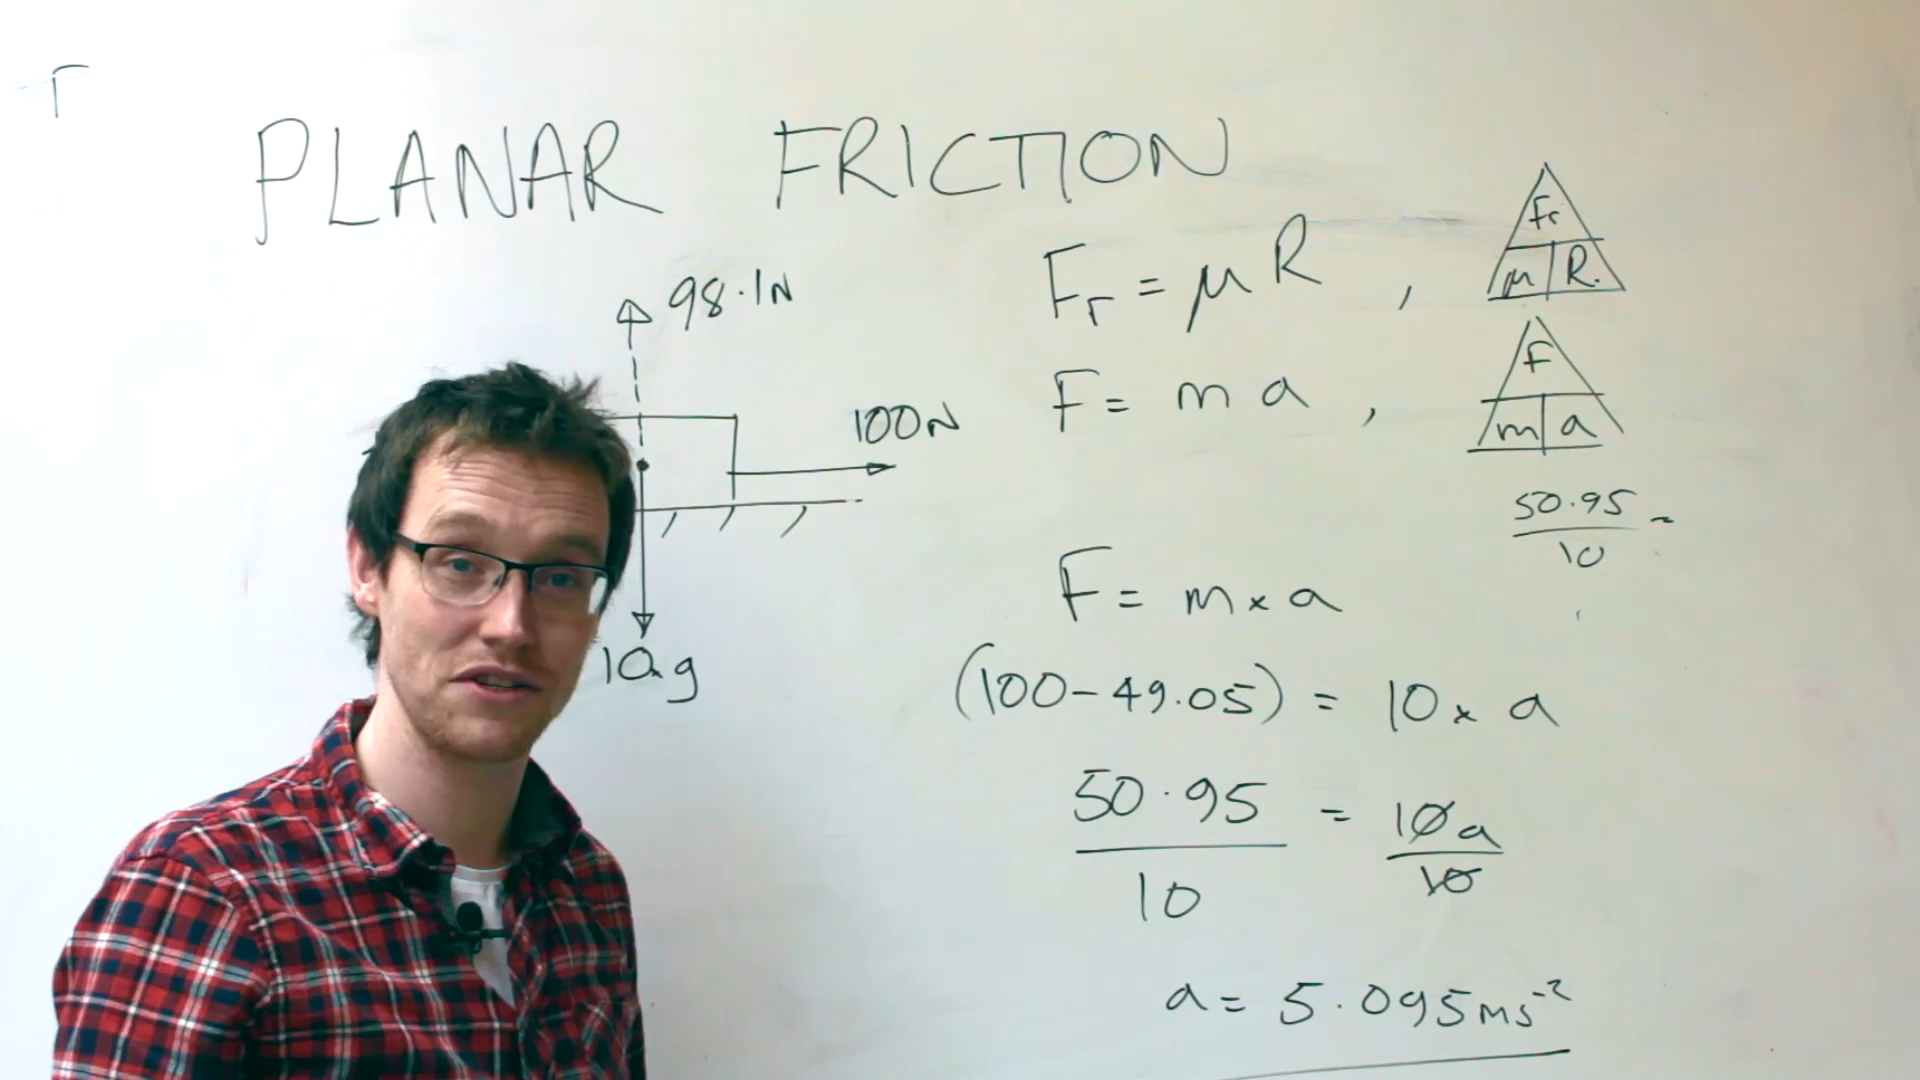 PLANAR FRICTION
98.1N
100N
10g
Fr = μR ,
Fr
μ R.
F = ma ,
F
m a
50.95 =
10
F = m × a
(100 - 49.05) = 10 × a
50.95 = 10a
10 10
a = 5.095ms⁻²